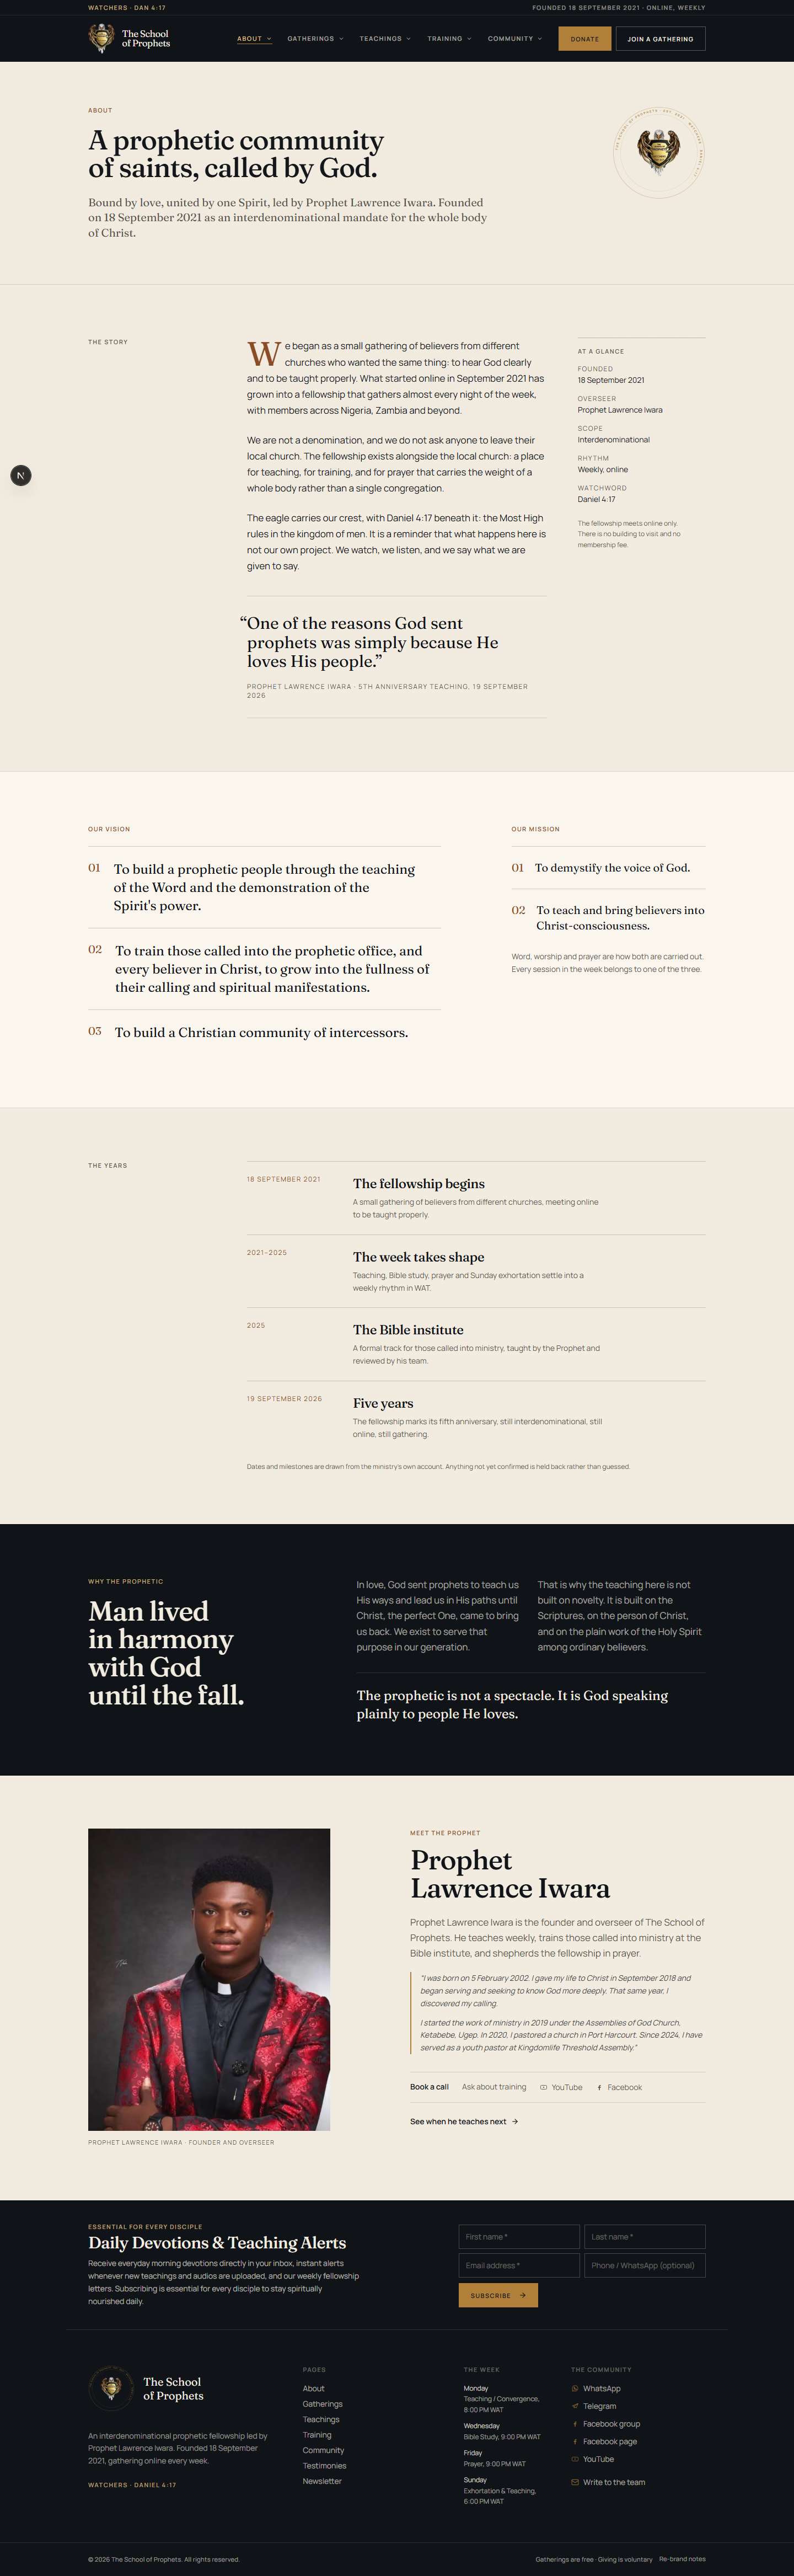 WATCHERS · DAN 4:17
FOUNDED 18 SEPTEMBER 2021 · ONLINE, WEEKLY
The School
of Prophets
ABOUT
GATHERINGS
TEACHINGS
TRAINING
COMMUNITY
DONATE
JOIN A GATHERING
ABOUT
A prophetic community
of saints, called by God.
Bound by love, united by one Spirit, led by Prophet Lawrence Iwara. Founded
on 18 September 2021 as an interdenominational mandate for the whole body
of Christ.
THE STORY
We began as a small gathering of believers from different
churches who wanted the same thing: to hear God clearly
and to be taught properly. What started online in September 2021 has
grown into a fellowship that gathers almost every night of the week,
with members across Nigeria, Zambia and beyond.
We are not a denomination, and we do not ask anyone to leave their
local church. The fellowship exists alongside the local church: a place
for teaching, for training, and for prayer that carries the weight of a
whole body rather than a single congregation.
The eagle carries our crest, with Daniel 4:17 beneath it: the Most High
rules in the kingdom of men. It is a reminder that what happens here is
not our own project. We watch, we listen, and we say what we are
given to say.
“One of the reasons God sent
prophets was simply because He
loves His people.”
PROPHET LAWRENCE IWARA · 5TH ANNIVERSARY TEACHING, 19 SEPTEMBER
2026
AT A GLANCE
FOUNDED
18 September 2021
OVERSEER
Prophet Lawrence Iwara
SCOPE
Interdenominational
RHYTHM
Weekly, online
WATCHWORD
Daniel 4:17
The fellowship meets online only.
There is no building to visit and no
membership fee.
N
OUR VISION
01 To build a prophetic people through the teaching
of the Word and the demonstration of the
Spirit's power.
02 To train those called into the prophetic office, and
every believer in Christ, to grow into the fullness of
their calling and spiritual manifestations.
03 To build a Christian community of intercessors.
OUR MISSION
01 To demystify the voice of God.
02 To teach and bring believers into
Christ-consciousness.
Word, worship and prayer are how both are carried out.
Every session in the week belongs to one of the three.
THE YEARS
18 SEPTEMBER 2021
The fellowship begins
A small gathering of believers from different churches, meeting online
to be taught properly.
2021–2025
The week takes shape
Teaching, Bible study, prayer and Sunday exhortation settle into a
weekly rhythm in WAT.
2025
The Bible institute
A formal track for those called into ministry, taught by the Prophet and
reviewed by his team.
19 SEPTEMBER 2026
Five years
The fellowship marks its fifth anniversary, still interdenominational, still
online, still gathering.
Dates and milestones are drawn from the ministry's own account. Anything not yet confirmed is held back rather than guessed.
WHY THE PROPHETIC
Man lived
in harmony
with God
until the fall.
In love, God sent prophets to teach us
His ways and lead us in His paths until
Christ, the perfect One, came to bring
us back. We exist to serve that
purpose in our generation.
That is why the teaching here is not
built on novelty. It is built on the
Scriptures, on the person of Christ,
and on the plain work of the Holy Spirit
among ordinary believers.
The prophetic is not a spectacle. It is God speaking
plainly to people He loves.
PROPHET LAWRENCE IWARA · FOUNDER AND OVERSEER
MEET THE PROPHET
Prophet
Lawrence Iwara
Prophet Lawrence Iwara is the founder and overseer of The School of
Prophets. He teaches weekly, trains those called into ministry at the
Bible institute, and shepherds the fellowship in prayer.
"I was born on 5 February 2002. I gave my life to Christ in September 2018 and
began serving and seeking to know God more deeply. That same year, I
discovered my calling.
I started the work of ministry in 2019 under the Assemblies of God Church,
Ketabebe, Ugep. In 2020, I pastored a church in Port Harcourt. Since 2024, I have
served as a youth pastor at Kingdomlife Threshold Assembly."
Book a call
Ask about training
YouTube
Facebook
See when he teaches next
ESSENTIAL FOR EVERY DISCIPLE
Daily Devotions & Teaching Alerts
Receive everyday morning devotions directly in your inbox, instant alerts
whenever new teachings and audios are uploaded, and our weekly fellowship
letters. Subscribing is essential for every disciple to stay spiritually
nourished daily.
First name *
Last name *
Email address *
Phone / WhatsApp (optional)
SUBSCRIBE
The School
of Prophets
An interdenominational prophetic fellowship led by
Prophet Lawrence Iwara. Founded 18 September
2021, gathering online every week.
WATCHERS · DANIEL 4:17
PAGES
About
Gatherings
Teachings
Training
Community
Testimonies
Newsletter
THE WEEK
Monday
Teaching / Convergence,
8:00 PM WAT
Wednesday
Bible Study, 9:00 PM WAT
Friday
Prayer, 9:00 PM WAT
Sunday
Exhortation & Teaching,
6:00 PM WAT
THE COMMUNITY
WhatsApp
Telegram
Facebook group
Facebook page
YouTube
Write to the team
© 2026 The School of Prophets. All rights reserved.
Gatherings are free · Giving is voluntary
Re-brand notes